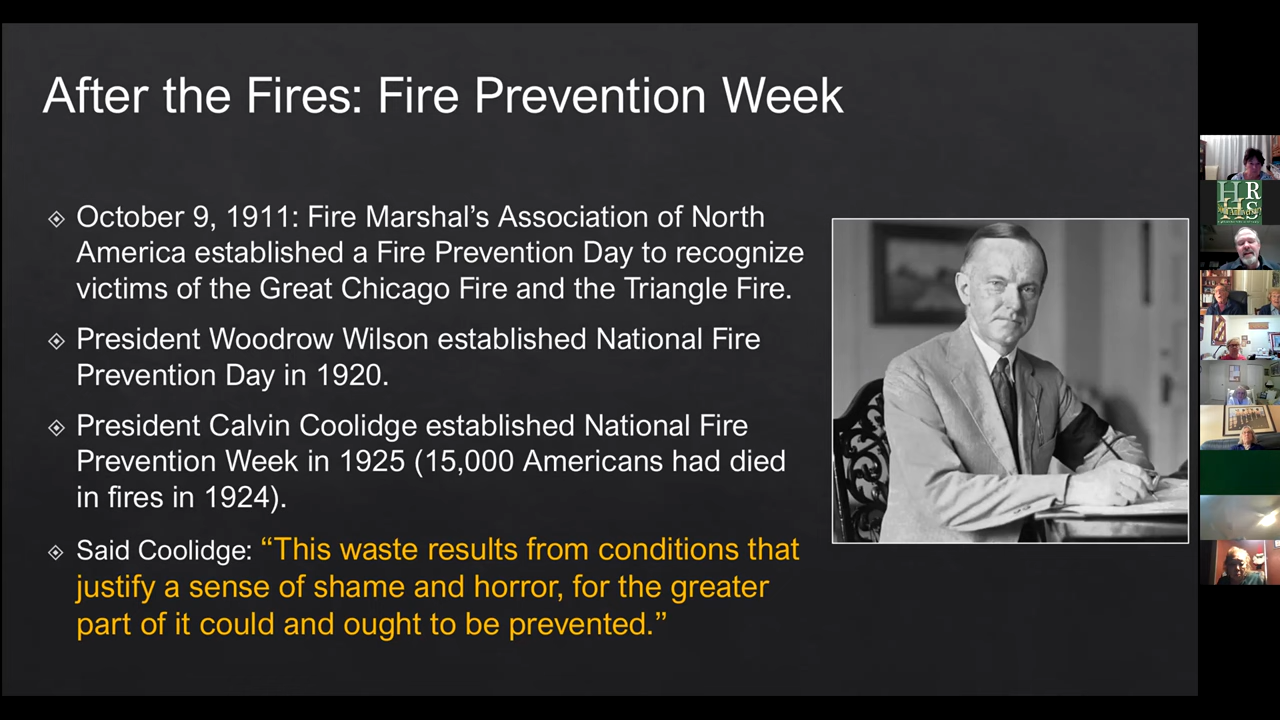 After the Fires: Fire Prevention Week
October 9, 1911: Fire Marshal’s Association of North
America established a Fire Prevention Day to recognize
victims of the Great Chicago Fire and the Triangle Fire.
President Woodrow Wilson established National Fire
Prevention Day in 1920.
President Calvin Coolidge established National Fire
Prevention Week in 1925 (15,000 Americans had died
in fires in 1924).
Said Coolidge: “This waste results from conditions that
justify a sense of shame and horror, for the greater
part of it could and ought to be prevented.”
H R
H S
Anniversary